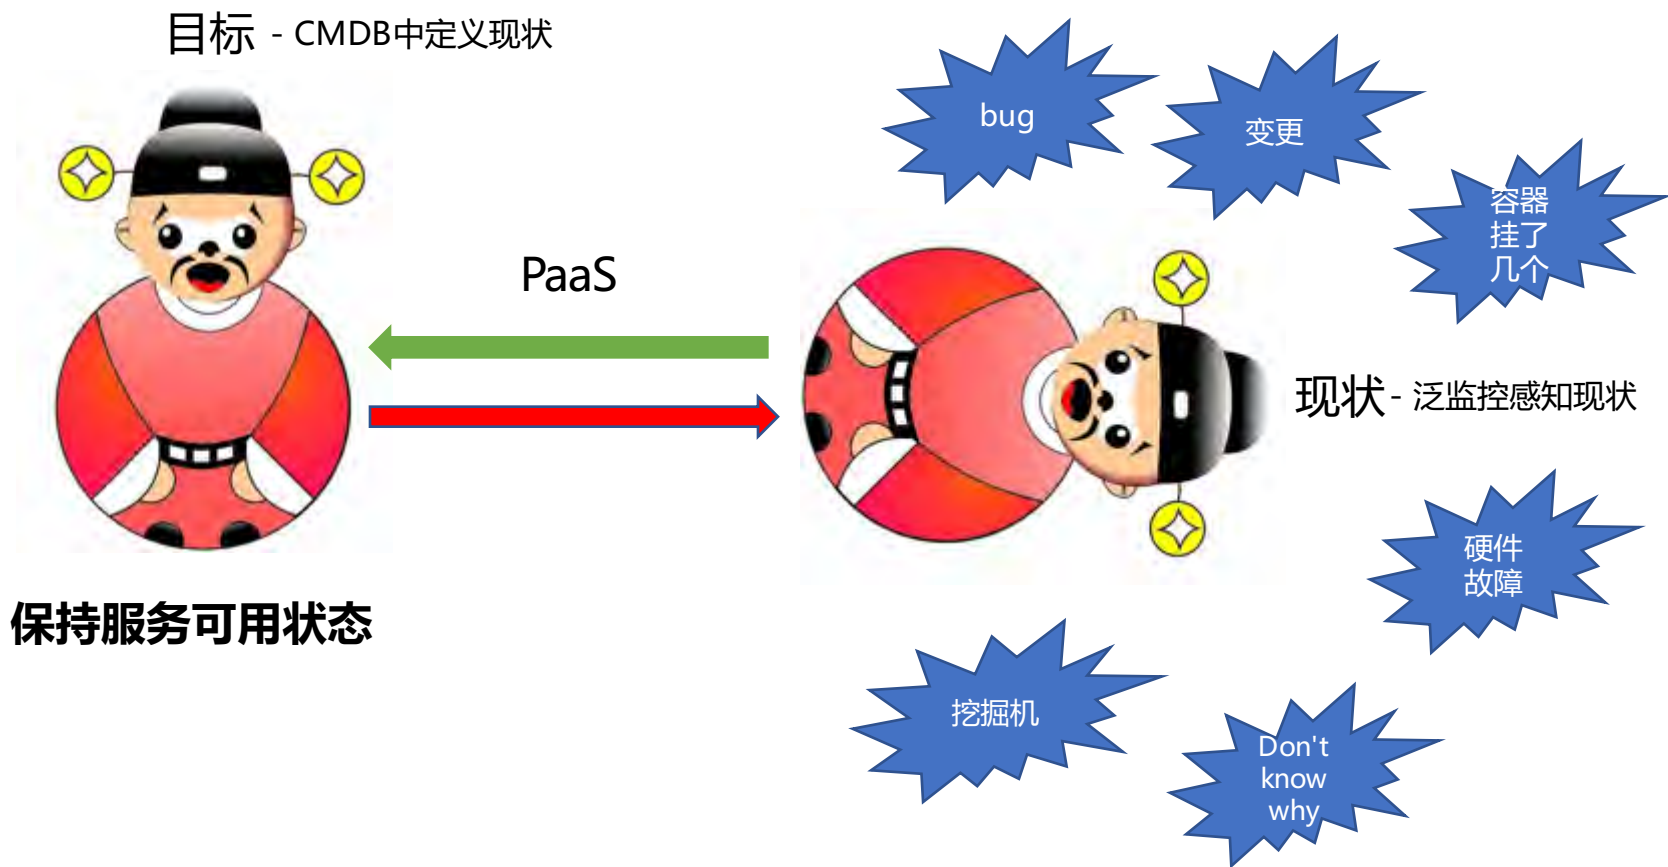 目标 - CMDB中定义现状
bug
变更
容器
挂了
几个
PaaS
现状 - 泛监控感知现状
硬件
故障
保持服务可用状态
挖掘机
Don't
know
why